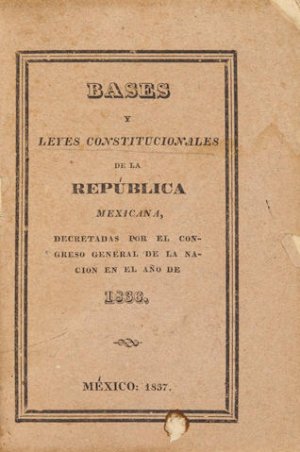 BASES
Y
LEYES CONSTITUCIONALES
DE LA
REPÚBLICA
MEXICANA,
DECRETADAS POR EL CON-
GRESO GENERAL DE LA NA-
CION EN EL AÑO DE
1836.
MÉXICO: 1837.